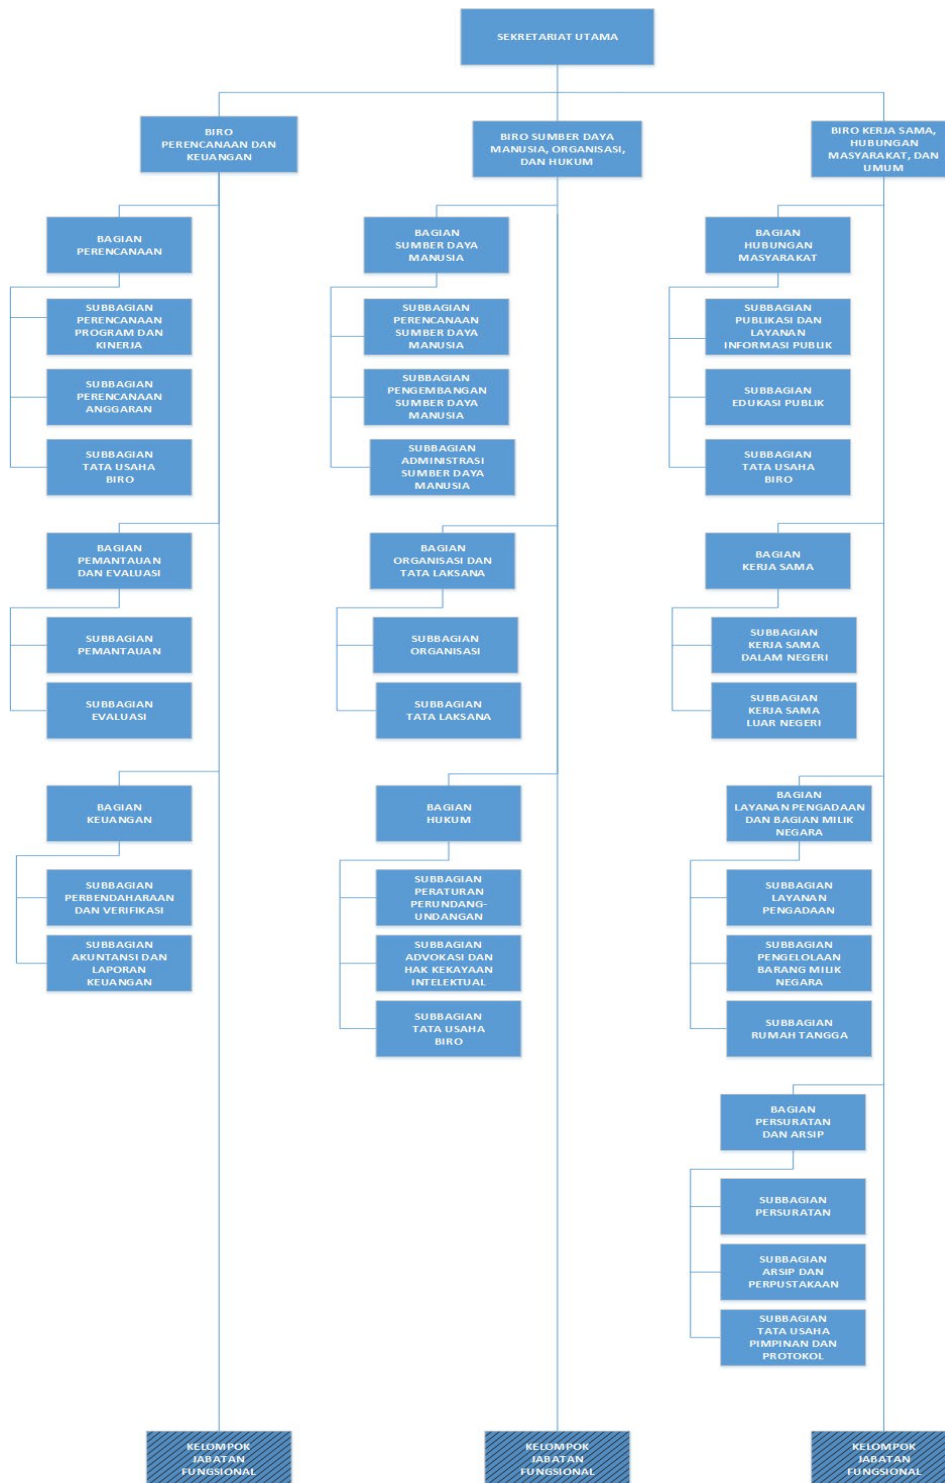 SEKRETARIAT UTAMA
BIRO
PERENCANAAN DAN
KEUANGAN
BAGIAN
PERENCANAAN
SUBBAGIAN
PERENCANAAN
PROGRAM DAN
KINERJA
SUBBAGIAN
PERENCANAAN
ANGGARAN
SUBBAGIAN
TATA USAHA
BIRO
BAGIAN
PEMANTAUAN
DAN EVALUASI
SUBBAGIAN
PEMANTAUAN
SUBBAGIAN
EVALUASI
BAGIAN
KEUANGAN
SUBBAGIAN
PERBENDAHARAAN
DAN VERIFIKASI
SUBBAGIAN
AKUNTANSI DAN
LAPORAN
KEUANGAN
KELOMPOK
JABATAN
FUNGSIONAL
BIRO SUMBER DAYA
MANUSIA, ORGANISASI,
DAN HUKUM
BAGIAN
SUMBER DAYA
MANUSIA
SUBBAGIAN
PERENCANAAN
SUMBER DAYA
MANUSIA
SUBBAGIAN
PENGEMBANGAN
SUMBER DAYA
MANUSIA
SUBBAGIAN
ADMINISTRASI
SUMBER DAYA
MANUSIA
BAGIAN
ORGANISASI DAN
TATA LAKSANA
SUBBAGIAN
ORGANISASI
SUBBAGIAN
TATA LAKSANA
BAGIAN
HUKUM
SUBBAGIAN
PERATURAN
PERUNDANG-
UNDANGAN
SUBBAGIAN
ADVOKASI DAN
HAK KEKAYAAN
INTELEKTUAL
SUBBAGIAN
TATA USAHA
BIRO
KELOMPOK
JABATAN
FUNGSIONAL
BIRO KERJA SAMA,
HUBUNGAN
MASYARAKAT, DAN
UMUM
BAGIAN
HUBUNGAN
MASYARAKAT
SUBBAGIAN
PUBLIKASI DAN
LAYANAN
INFORMASI PUBLIK
SUBBAGIAN
EDUKASI PUBLIK
SUBBAGIAN
TATA USAHA
BIRO
BAGIAN
KERJA SAMA
SUBBAGIAN
KERJA SAMA
DALAM NEGERI
SUBBAGIAN
KERJA SAMA
LUAR NEGERI
BAGIAN
LAYANAN PENGADAAN
DAN BAGIAN MILIK
NEGARA
SUBBAGIAN
LAYANAN
PENGADAAN
SUBBAGIAN
PENGELOLAAN
BARANG MILIK
NEGARA
SUBBAGIAN
RUMAH TANGGA
BAGIAN
PERSURATAN
DAN ARSIP
SUBBAGIAN
PERSURATAN
SUBBAGIAN
ARSIP DAN
PERPUSTAKAAN
SUBBAGIAN
TATA USAHA
PIMPINAN DAN
PROTOKOL
KELOMPOK
JABATAN
FUNGSIONAL